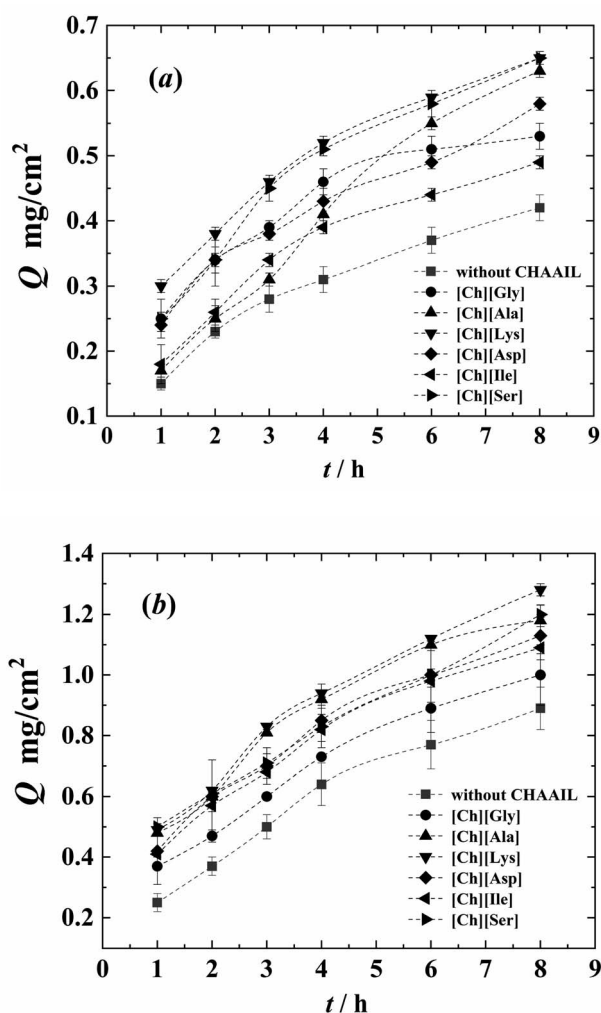 (a)
Q mg/cm²
0.7
0.6
0.5
0.4
0.3
0.2
0.1
without CHAAIL
[Ch][Gly]
[Ch][Ala]
[Ch][Lys]
[Ch][Asp]
[Ch][Ile]
[Ch][Ser]
0 1 2 3 4 5 6 7 8 9
t / h
(b)
Q mg/cm²
1.4
1.2
1.0
0.8
0.6
0.4
0.2
without CHAAIL
[Ch][Gly]
[Ch][Ala]
[Ch][Lys]
[Ch][Asp]
[Ch][Ile]
[Ch][Ser]
0 1 2 3 4 5 6 7 8 9
t / h